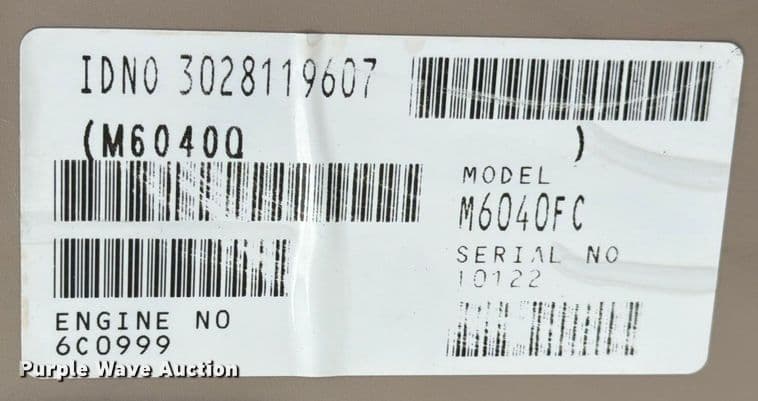 IDNO 3028119607
(M6040Q )
MODEL
M6040FC
SERIAL NO
10122
ENGINE NO
6C0999
Purple Wave Auction